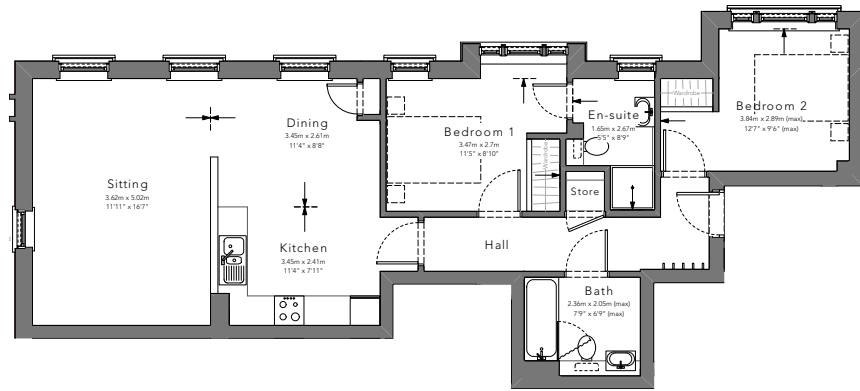 Sitting
3.62m x 5.02m
11'11" x 16'7"
Dining
3.45m x 2.61m
11'4" x 8'8"
Kitchen
3.45m x 2.41m
11'4" x 7'11"
Bedroom 1
3.47m x 2.7m
11'5" x 8'10"
Wardrobe
En-suite
1.65m x 2.67m
5'5" x 8'9"
Store
Hall
Bath
2.36m x 2.05m (max)
7'9" x 6'9" (max)
Wardrobe
Bedroom 2
3.84m x 2.89m (max)
12'7" x 9'6" (max)